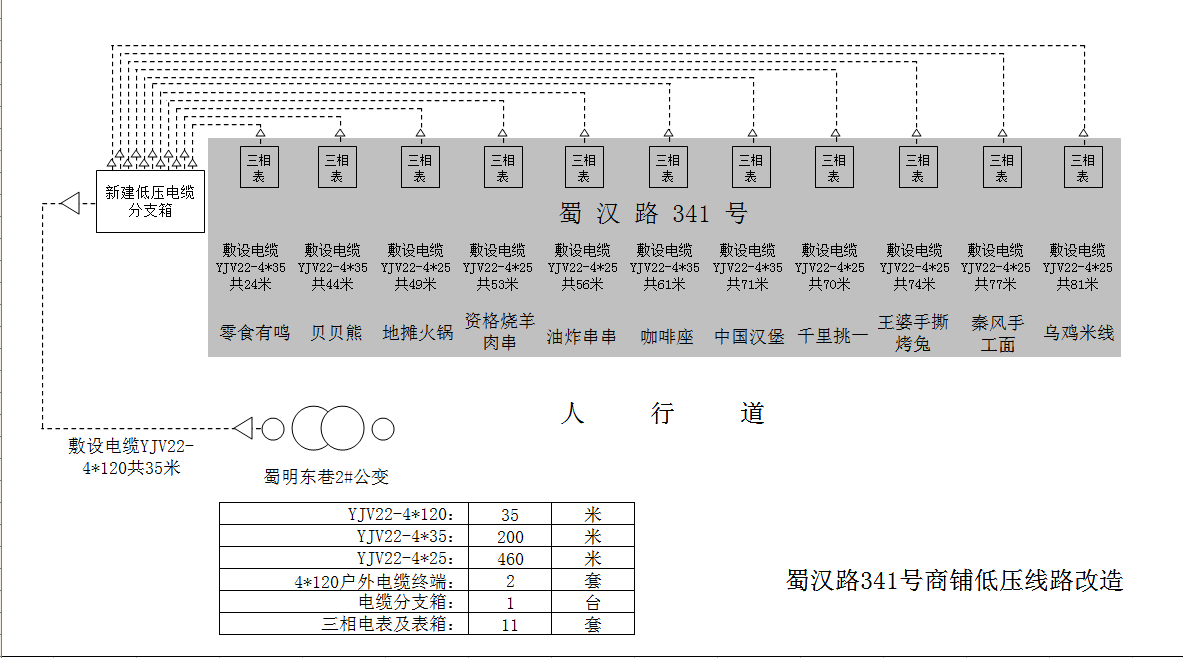 三相
表
三相
表
三相
表
三相
表
三相
表
三相
表
三相
表
三相
表
三相
表
三相
表
三相
表
新建低压电缆
分支箱
蜀 汉 路 341 号
敷设电缆
YJV22-4*35
共24米
敷设电缆
YJV22-4*35
共44米
敷设电缆
YJV22-4*25
共49米
敷设电缆
YJV22-4*25
共53米
敷设电缆
YJV22-4*25
共56米
敷设电缆
YJV22-4*35
共61米
敷设电缆
YJV22-4*35
共71米
敷设电缆
YJV22-4*25
共70米
敷设电缆
YJV22-4*25
共74米
敷设电缆
YJV22-4*25
共77米
敷设电缆
YJV22-4*25
共81米
零食有鸣
贝贝熊
地摊火锅
资格烧羊
肉串
油炸串串
咖啡座
中国汉堡
千里挑一
王婆手撕
烤兔
秦风手
工面
乌鸡米线
人 行 道
敷设电缆YJV22-
4*120共35米
蜀明东巷2#公变
YJV22-4*120: 35 米
YJV22-4*35: 200 米
YJV22-4*25: 460 米
4*120户外电缆终端: 2 套
电缆分支箱: 1 台
三相电表及表箱: 11 套
蜀汉路341号商铺低压线路改造